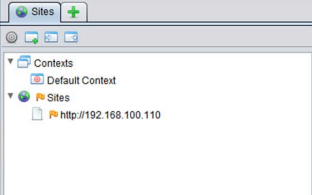 Sites
Contexts
Default Context
Sites
http://192.168.100.110